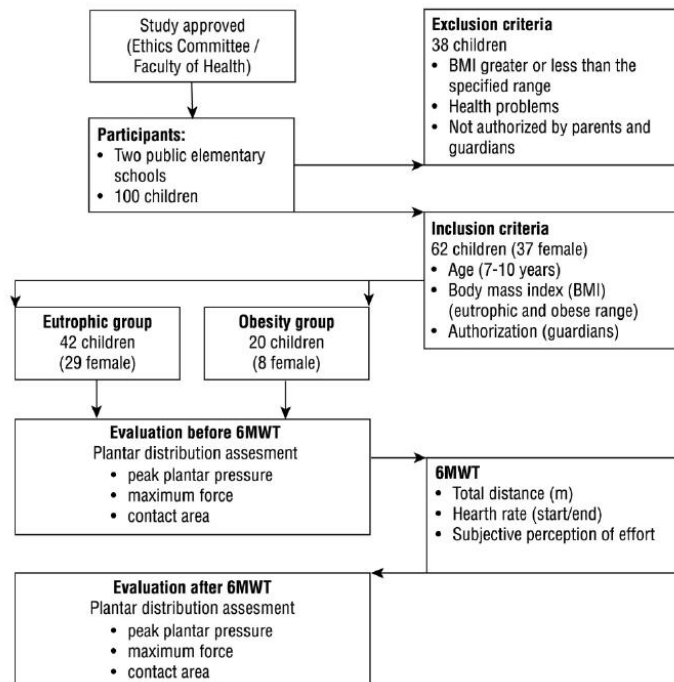 Study approved
(Ethics Committee /
Faculty of Health)
Exclusion criteria
38 children
• BMI greater or less than the
specified range
• Health problems
• Not authorized by parents and
guardians
Participants:
• Two public elementary
schools
• 100 children
Inclusion criteria
62 children (37 female)
• Age (7-10 years)
• Body mass index (BMI)
(eutrophic and obese range)
• Authorization (guardians)
Eutrophic group
42 children
(29 female)
Obesity group
20 children
(8 female)
Evaluation before 6MWT
Plantar distribution assesment
• peak plantar pressure
• maximum force
• contact area
6MWT
• Total distance (m)
• Hearth rate (start/end)
• Subjective perception of effort
Evaluation after 6MWT
Plantar distribution assesment
• peak plantar pressure
• maximum force
• contact area